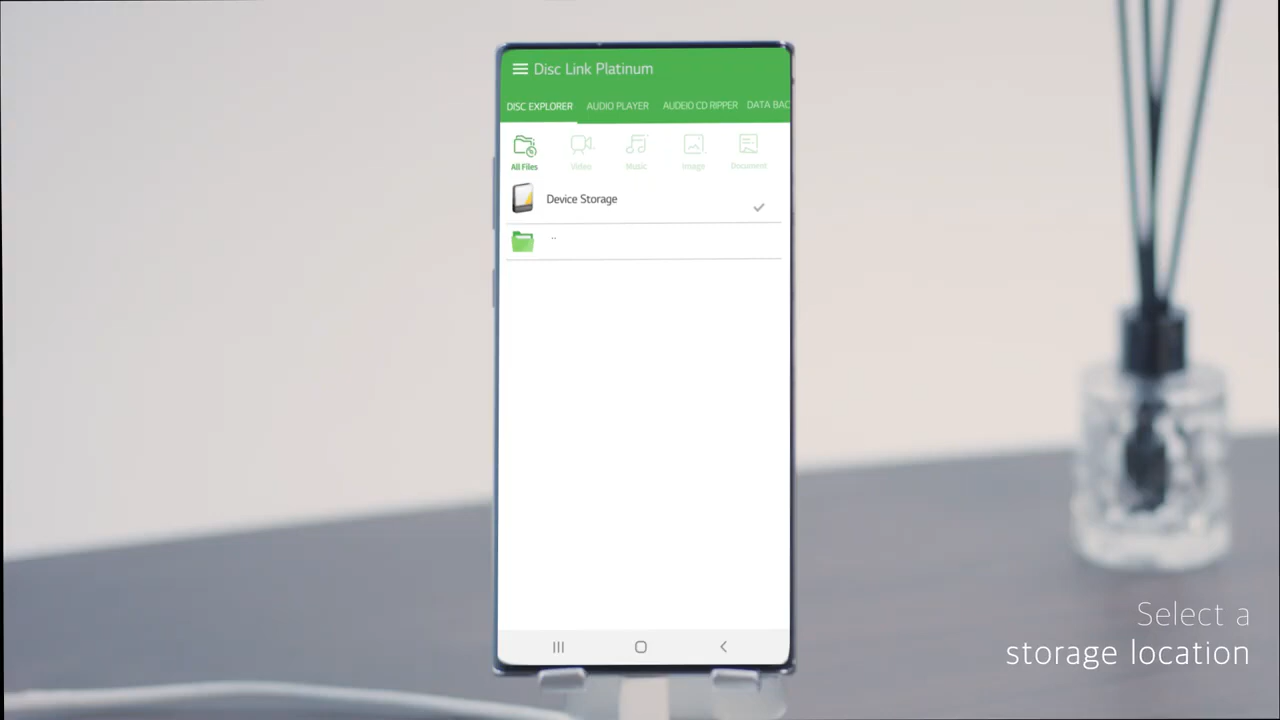 Disc Link Platinum
DISC EXPLORER AUDIO PLAYER AUDEIO CD RIPPER DATA BAC
All Files Video Music Image Document
Device Storage
..
Select a
storage location